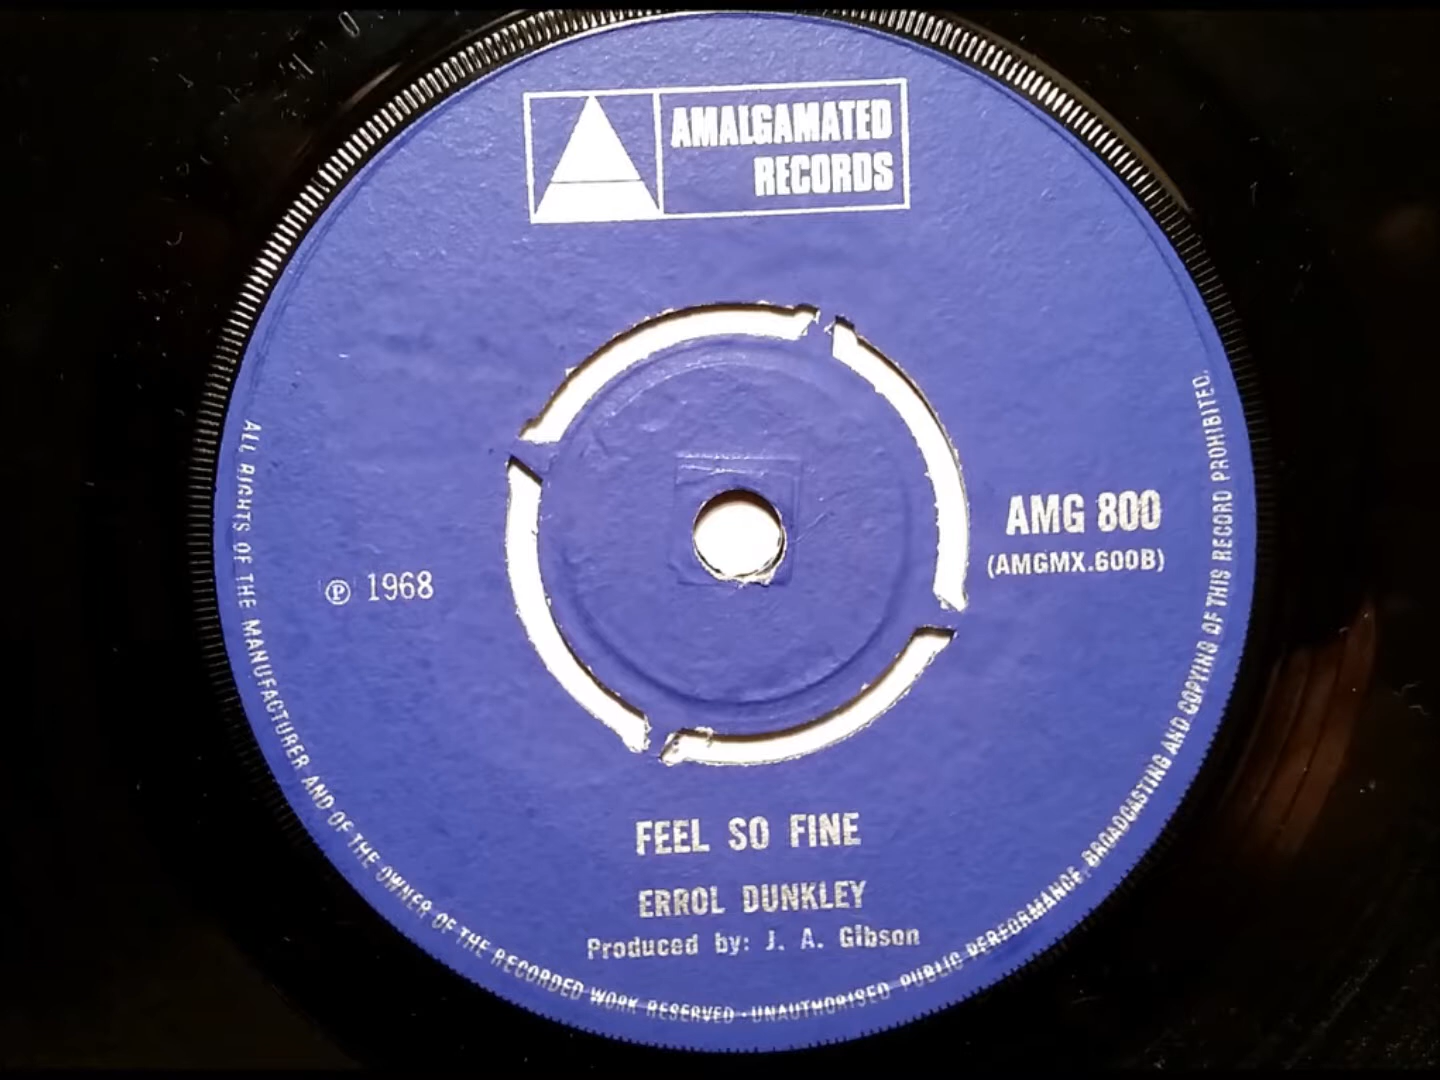 AMALGAMATED
RECORDS
AMG 800
(AMGMX.600B)
℗ 1968
FEEL SO FINE
ERROL DUNKLEY
Produced by: J. A. Gibson
ALL RIGHTS OF THE MANUFACTURER AND OF THE OWNER OF THE RECORDED WORK RESERVED · UNAUTHORISED PUBLIC PERFORMANCE, BROADCASTING AND COPYING OF THIS RECORD PROHIBITED.